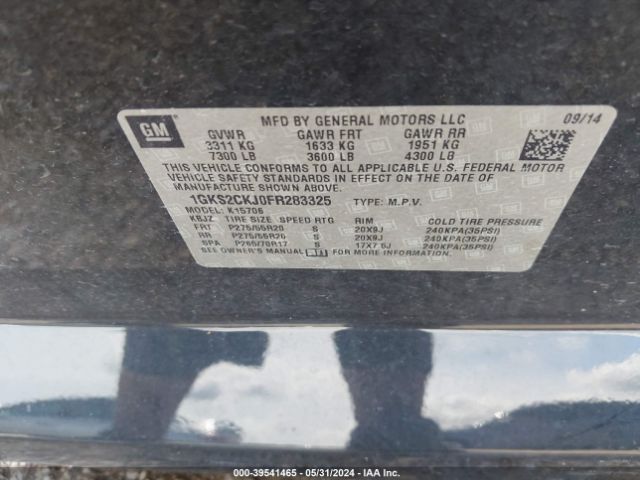 GM
MFD BY GENERAL MOTORS LLC 09/14
GVWR GAWR FRT GAWR RR
3311 KG 1633 KG 1951 KG
7300 LB 3600 LB 4300 LB
THIS VEHICLE CONFORMS TO ALL APPLICABLE U.S. FEDERAL MOTOR
VEHICLE SAFETY STANDARDS IN EFFECT ON THE DATE OF
MANUFACTURE SHOWN ABOVE.
1GKS2CKJ0FR283325 TYPE: M.P.V.
MODEL: K15706
KBJZ TIRE SIZE SPEED RTG RIM COLD TIRE PRESSURE
FRT P275/55R20 S 20X9J 240KPA(35PSI)
RR P275/55R20 S 20X9J 240KPA(35PSI)
SPA P265/70R17 S 17X7.5J 240KPA(35PSI)
SEE OWNER'S MANUAL FOR MORE INFORMATION.
000-39541465 - 05/31/2024 - IAA Inc.